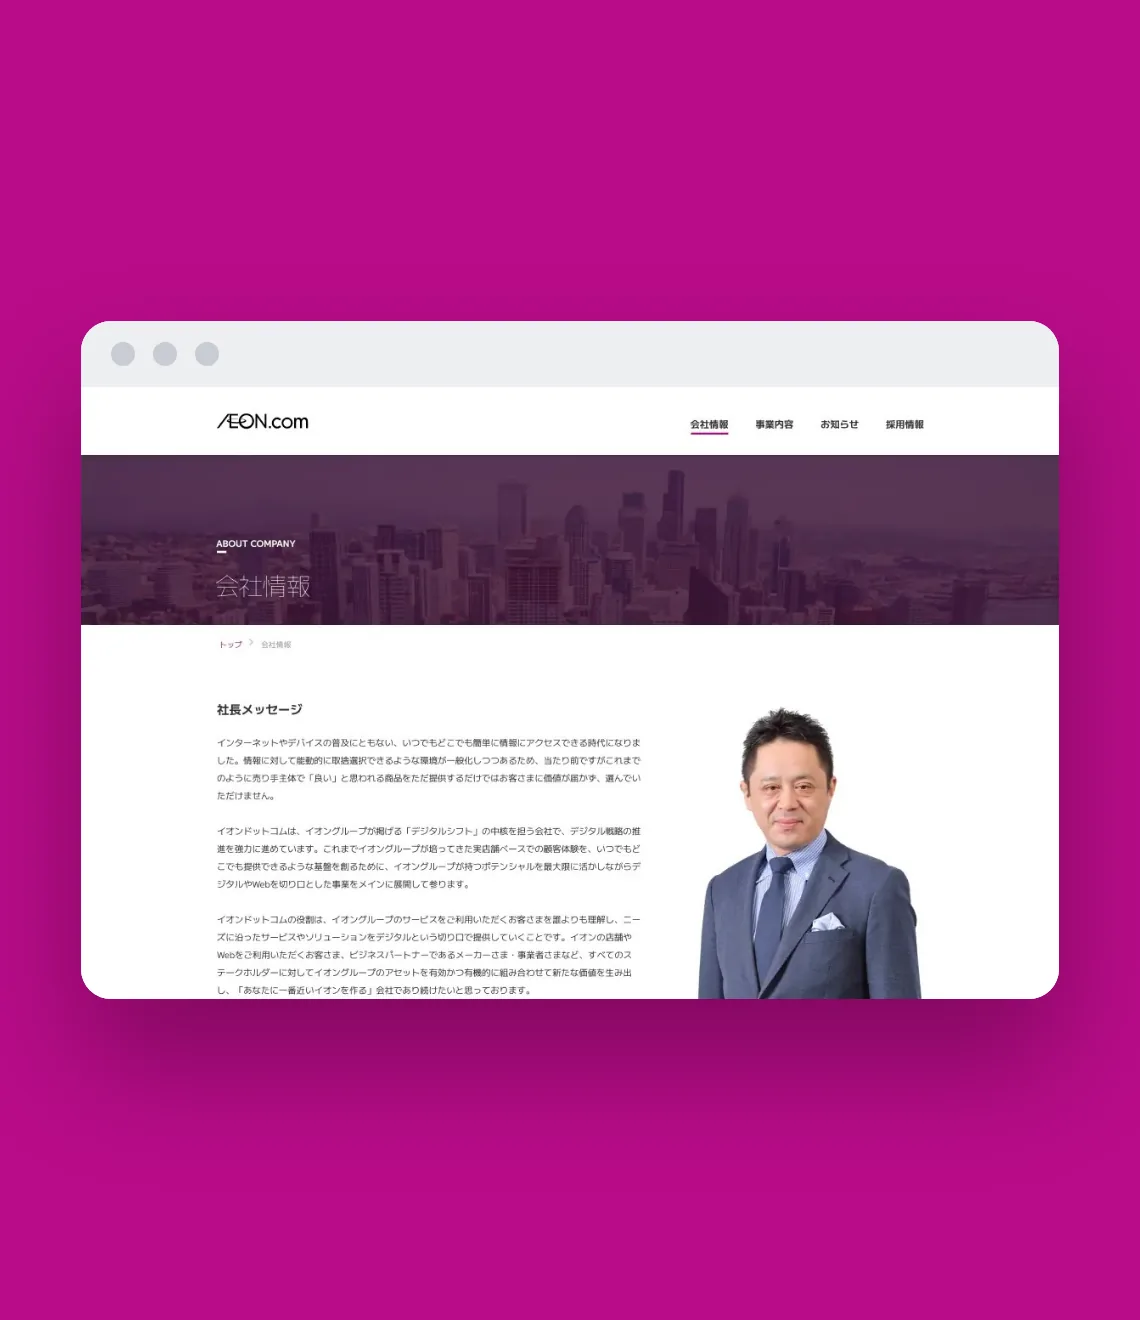 ÆON.com
会社情報 事業内容 お知らせ 採用情報
ABOUT COMPANY
会社情報
トップ > 会社情報
社長メッセージ
インターネットやデバイスの普及にともない、いつでもどこでも簡単に情報にアクセスできる時代になりま
した。情報に対して能動的に取捨選択できるような環境が一般化しつつあるため、当たり前ですがこれまで
のように売り手主体で「良い」と思われる商品をただ提供するだけではお客さまに価値が届かず、選んでい
ただけません。
イオンドットコムは、イオングループが掲げる「デジタルシフト」の中核を担う会社で、デジタル戦略の推
進を強力に進めています。これまでイオングループが培ってきた実店舗ベースでの顧客体験を、いつでもど
こでも提供できるような基盤を創るために、イオングループが持つポテンシャルを最大限に活かしながらデ
ジタルやWebを切り口とした事業をメインに展開して参ります。
イオンドットコムの役割は、イオングループのサービスをご利用いただくお客さまを誰よりも理解し、ニー
ズに沿ったサービスやソリューションをデジタルという切り口で提供していくことです。イオンの店舗や
Webをご利用いただくお客さま、ビジネスパートナーであるメーカーさま・事業者さまなど、すべてのス
テークホルダーに対してイオングループのアセットを有効かつ有機的に組み合わせて新たな価値を生み出
し、「あなたに一番近いイオンを作る」会社であり続けたいと思っております。